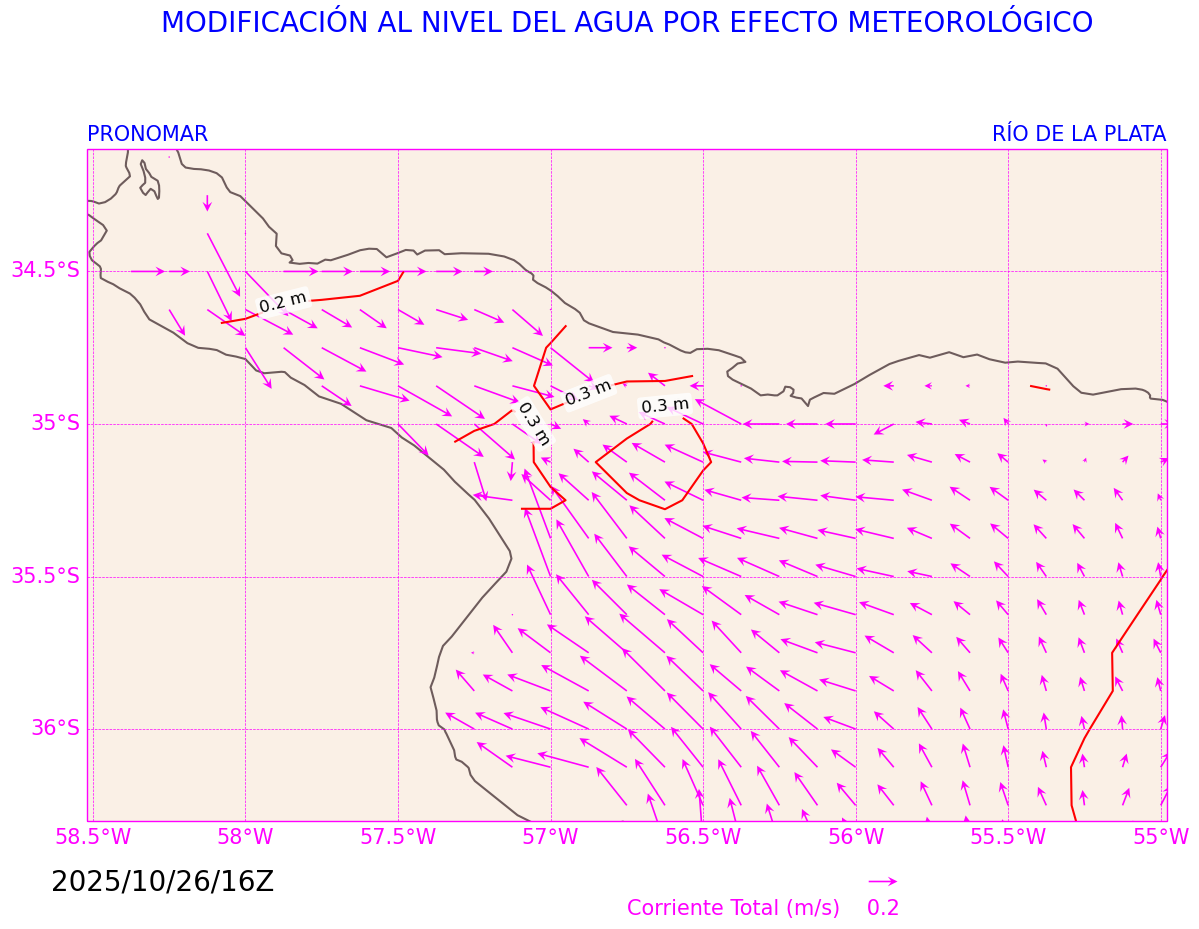 MODIFICACIÓN AL NIVEL DEL AGUA POR EFECTO METEOROLÓGICO
PRONOMAR
RÍO DE LA PLATA
34.5°S
0.2 m
0.3 m
0.3 m
0.3 m
35°S
35.5°S
36°S
58.5°W
58°W
57.5°W
57°W
56.5°W
56°W
55.5°W
55°W
2025/10/26/16Z
Corriente Total (m/s) 0.2